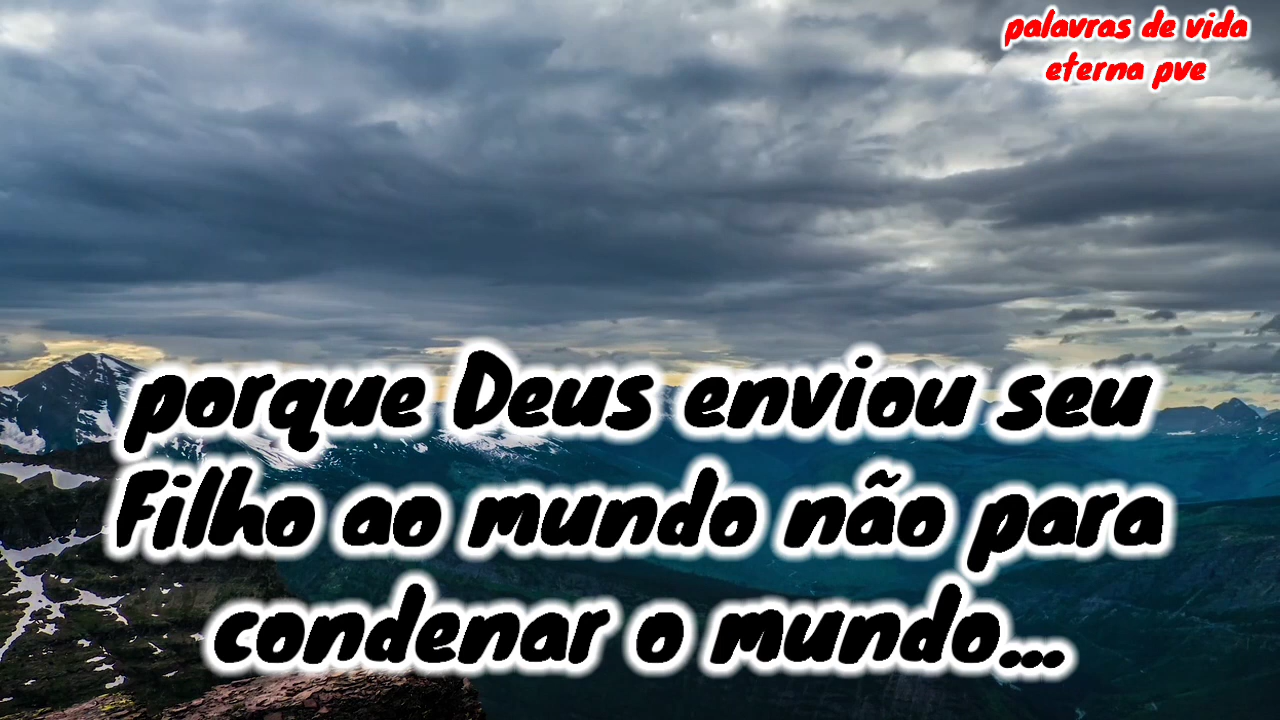 palavras de vida
eterna pve
porque Deus enviou seu
Filho ao mundo não para
condenar o mundo...